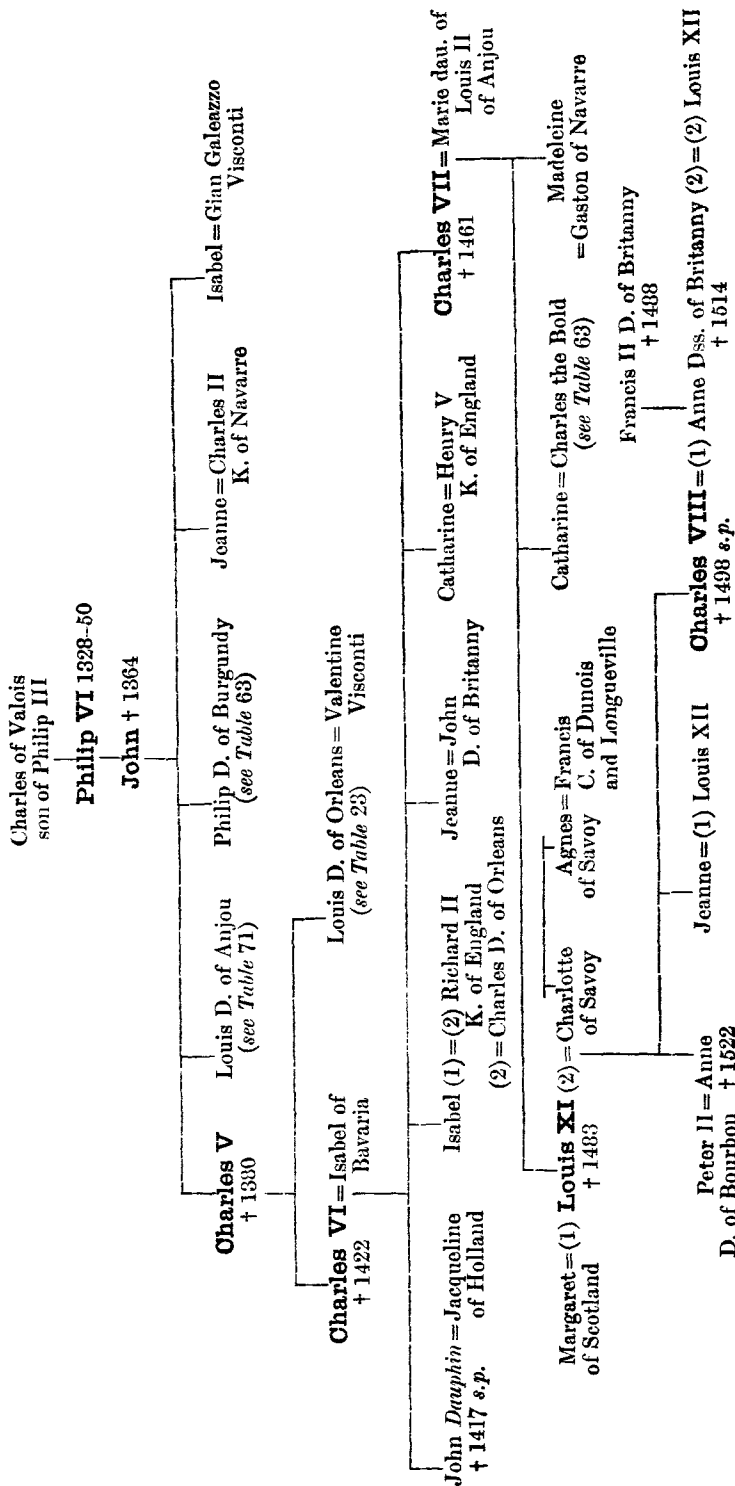 Charles of Valois
son of Philip III
Philip VI 1328-50
John † 1364
Charles V
† 1380
Louis D. of Anjou
(see Table 71)
Philip D. of Burgundy
(see Table 63)
Jeanne = Charles II
K. of Navarre
Isabel = Gian Galeazzo
Visconti
Charles VI = Isabel of
† 1422 Bavaria
Louis D. of Orleans = Valentine
(see Table 23) Visconti
John Dauphin = Jacqueline
† 1417 s.p. of Holland
Isabel (1) = (2) Richard II
K. of England
(2) = Charles D. of Orleans
Jeanne = John
D. of Britanny
Catharine = Henry V
K. of England
Charles VII = Marie dau. of
† 1461 Louis II
of Anjou
Margaret = (1) Louis XI (2) = Charlotte
of Scotland † 1483 of Savoy
Agnes = Francis
of Savoy C. of Dunois
and Longueville
Catharine = Charles the Bold
(see Table 63)
Madeleine
= Gaston of Navarre
Francis II D. of Britanny
† 1488
Peter II = Anne
D. of Bourbon † 1522
Jeanne = (1) Louis XII
Charles VIII = (1) Anne Dss. of Britanny (2) = (2) Louis XII
† 1498 s.p. † 1514